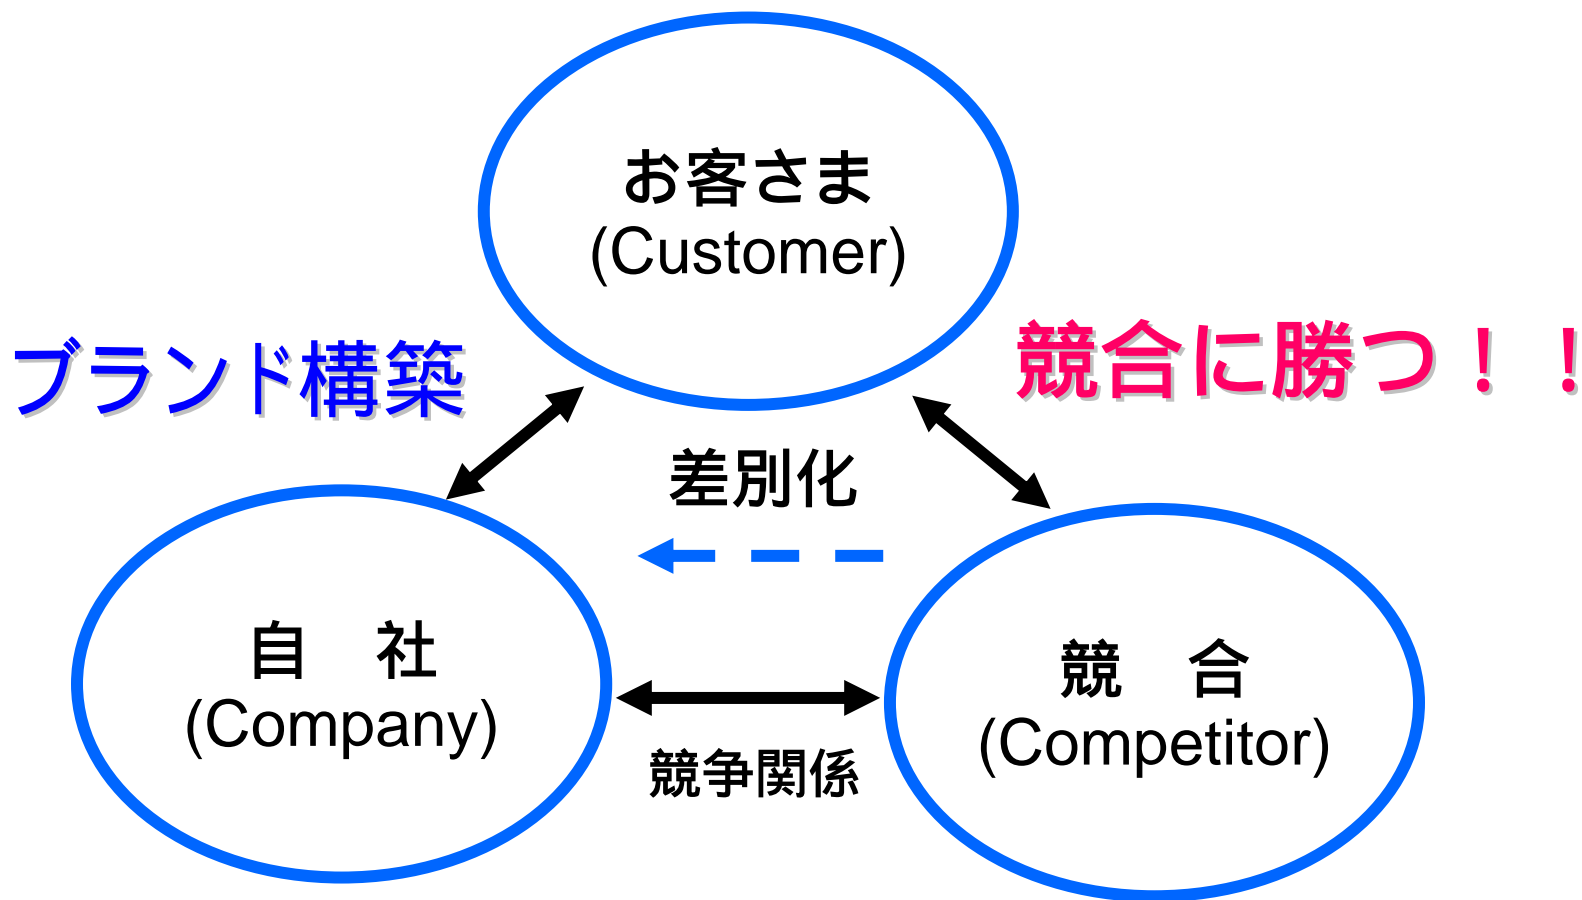 お客さま
(Customer)
ブランド構築
競合に勝つ！！
差別化
自　社
(Company)
競　合
(Competitor)
競争関係